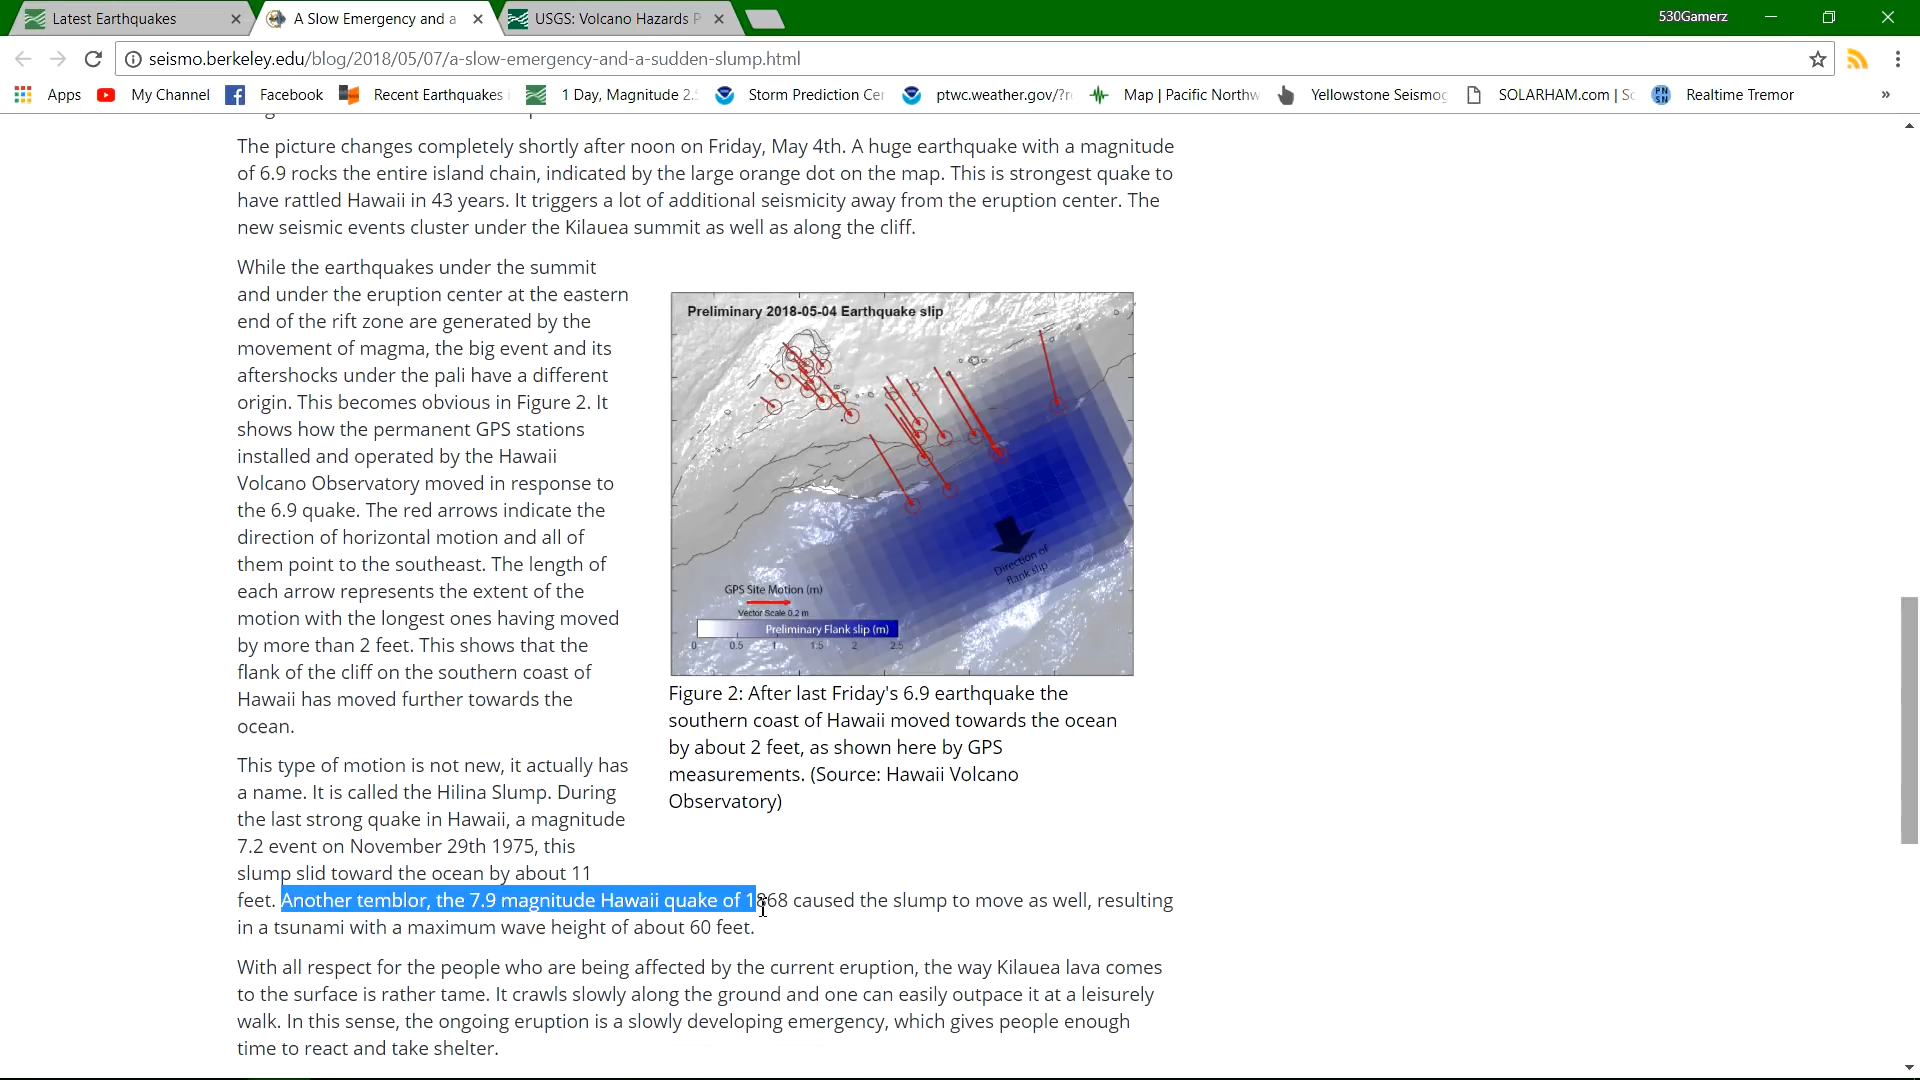 Latest Earthquakes
A Slow Emergency and a
USGS: Volcano Hazards P
530Gamerz
seismo.berkeley.edu/blog/2018/05/07/a-slow-emergency-and-a-sudden-slump.html
Apps
My Channel
Facebook
Recent Earthquakes
1 Day, Magnitude 2.
Storm Prediction Cer
ptwc.weather.gov/?r
Map | Pacific Northw
Yellowstone Seismog
SOLARHAM.com | So
Realtime Tremor
»
The picture changes completely shortly after noon on Friday, May 4th. A huge earthquake with a magnitude
of 6.9 rocks the entire island chain, indicated by the large orange dot on the map. This is strongest quake to
have rattled Hawaii in 43 years. It triggers a lot of additional seismicity away from the eruption center. The
new seismic events cluster under the Kilauea summit as well as along the cliff.
While the earthquakes under the summit
and under the eruption center at the eastern
end of the rift zone are generated by the
movement of magma, the big event and its
aftershocks under the pali have a different
origin. This becomes obvious in Figure 2. It
shows how the permanent GPS stations
installed and operated by the Hawaii
Volcano Observatory moved in response to
the 6.9 quake. The red arrows indicate the
direction of horizontal motion and all of
them point to the southeast. The length of
each arrow represents the extent of the
motion with the longest ones having moved
by more than 2 feet. This shows that the
flank of the cliff on the southern coast of
Hawaii has moved further towards the
ocean.
Preliminary 2018-05-04 Earthquake slip
Direction of
flank slip
GPS Site Motion (m)
Vector Scale 0.2 m
Preliminary Flank slip (m)
0 0.5 1 1.5 2 2.5
Figure 2: After last Friday's 6.9 earthquake the
southern coast of Hawaii moved towards the ocean
by about 2 feet, as shown here by GPS
measurements. (Source: Hawaii Volcano
Observatory)
This type of motion is not new, it actually has
a name. It is called the Hilina Slump. During
the last strong quake in Hawaii, a magnitude
7.2 event on November 29th 1975, this
slump slid toward the ocean by about 11
feet. Another temblor, the 7.9 magnitude Hawaii quake of 1868 caused the slump to move as well, resulting
in a tsunami with a maximum wave height of about 60 feet.
With all respect for the people who are being affected by the current eruption, the way Kilauea lava comes
to the surface is rather tame. It crawls slowly along the ground and one can easily outpace it at a leisurely
walk. In this sense, the ongoing eruption is a slowly developing emergency, which gives people enough
time to react and take shelter.